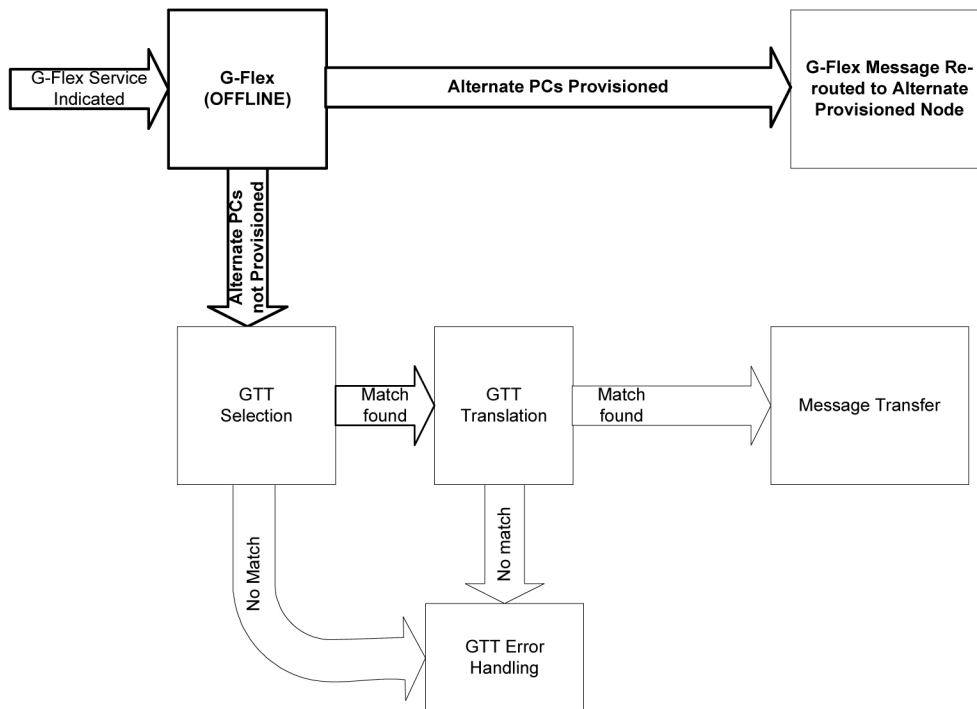 G-Flex Service
Indicated
G-Flex
(OFFLINE)
Alternate PCs Provisioned
G-Flex Message Re-
routed to Alternate
Provisioned Node
Alternate PCs
not Provisioned
GTT
Selection
Match
found
GTT
Translation
Match
found
Message Transfer
No Match
No match
GTT Error
Handling